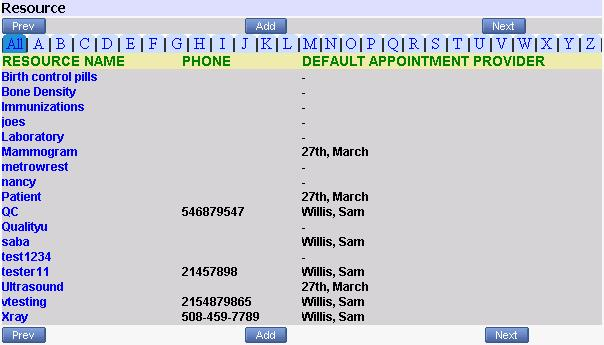 Resource
Prev Add Next
All A B C D E F G H I J K L M N O P Q R S T U V W X Y Z
RESOURCE NAME PHONE DEFAULT APPOINTMENT PROVIDER
Birth control pills -
Bone Density -
Immunizations -
joes -
Laboratory -
Mammogram 27th, March
metrowrest -
nancy -
Patient 27th, March
QC 546879547 Willis, Sam
Qualityu -
saba Willis, Sam
test1234 -
tester11 21457898 Willis, Sam
Ultrasound 27th, March
vtesting 2154879865 Willis, Sam
Xray 508-459-7789 Willis, Sam
Prev Add Next